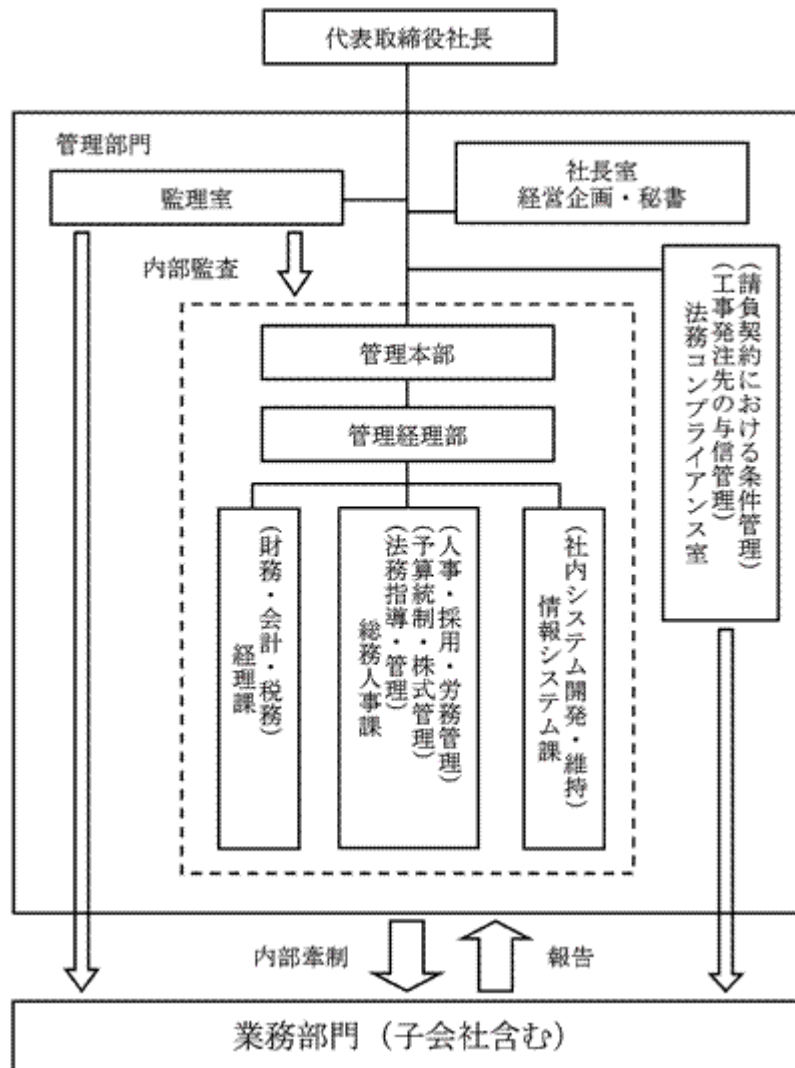 代表取締役社長
管理部門
監理室
社長室
経営企画・秘書
内部監査
法務コンプライアンス室
(工事発注先の与信管理)
(請負契約における条件管理)
管理本部
管理経理部
経理課
(財務・会計・税務)
総務人事課
(法務指導・管理)
(予算統制・株式管理)
(人事・採用・労務管理)
情報システム課
(社内システム開発・維持)
内部牽制
報告
業務部門(子会社含む)